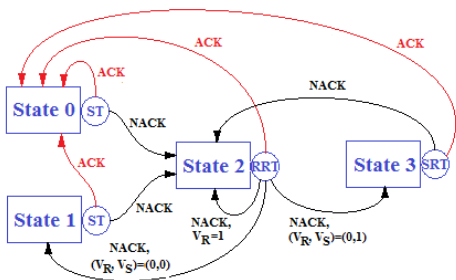 ACK
ACK
ACK
NACK
State 0
ST
NACK
State 2
RRT
State 3
SRT
ACK
NACK
State 1
ST
NACK,
V_R=1
NACK,
(V_R, V_S)=(0,1)
NACK,
(V_R, V_S)=(0,0)